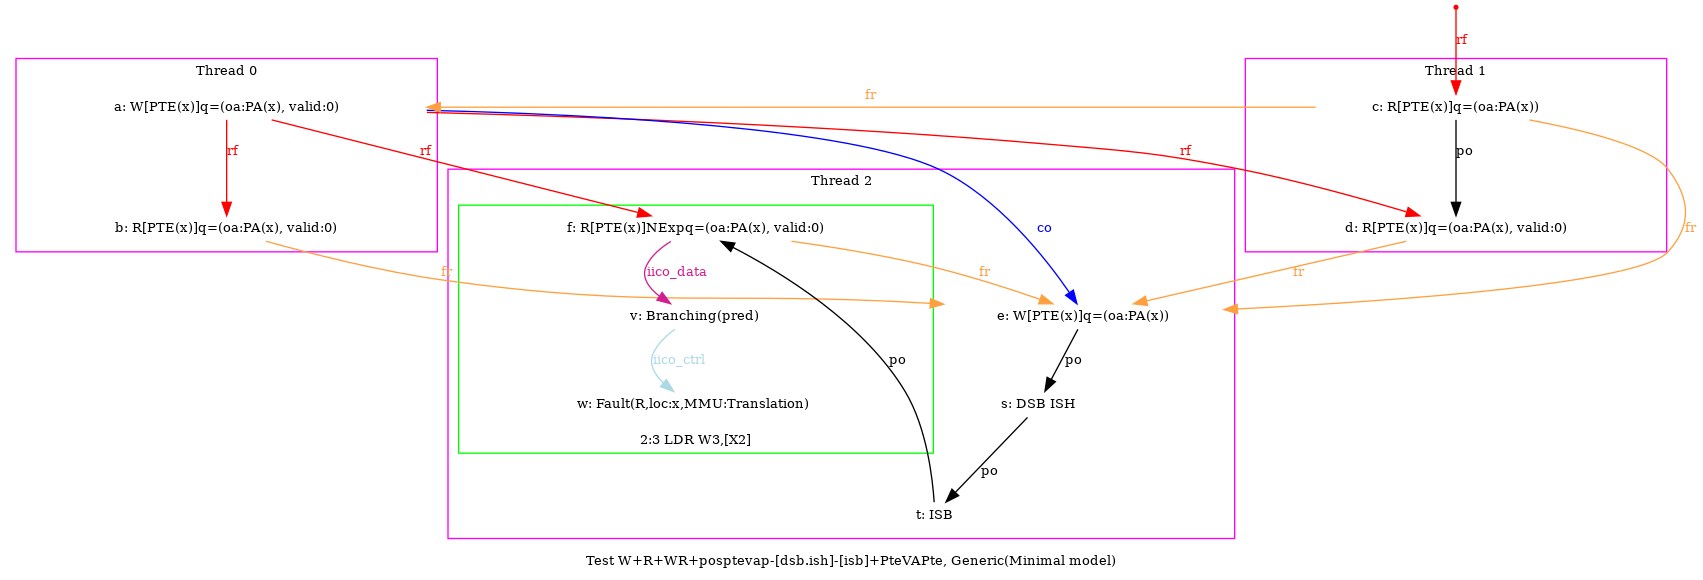 rf
Thread 0
Thread 1
a: W[PTE(x)]q=(oa:PA(x), valid:0)
fr
c: R[PTE(x)]q=(oa:PA(x))
rf
rf
rf
po
Thread 2
b: R[PTE(x)]q=(oa:PA(x), valid:0)
f: R[PTE(x)]NExpq=(oa:PA(x), valid:0)
co
d: R[PTE(x)]q=(oa:PA(x), valid:0)
fr
fr
iico_data
fr
fr
v: Branching(pred)
e: W[PTE(x)]q=(oa:PA(x))
iico_ctrl
po
po
w: Fault(R,loc:x,MMU:Translation)
s: DSB ISH
2:3 LDR W3,[X2]
po
t: ISB
Test W+R+WR+posptevap-[dsb.ish]-[isb]+PteVAPte, Generic(Minimal model)